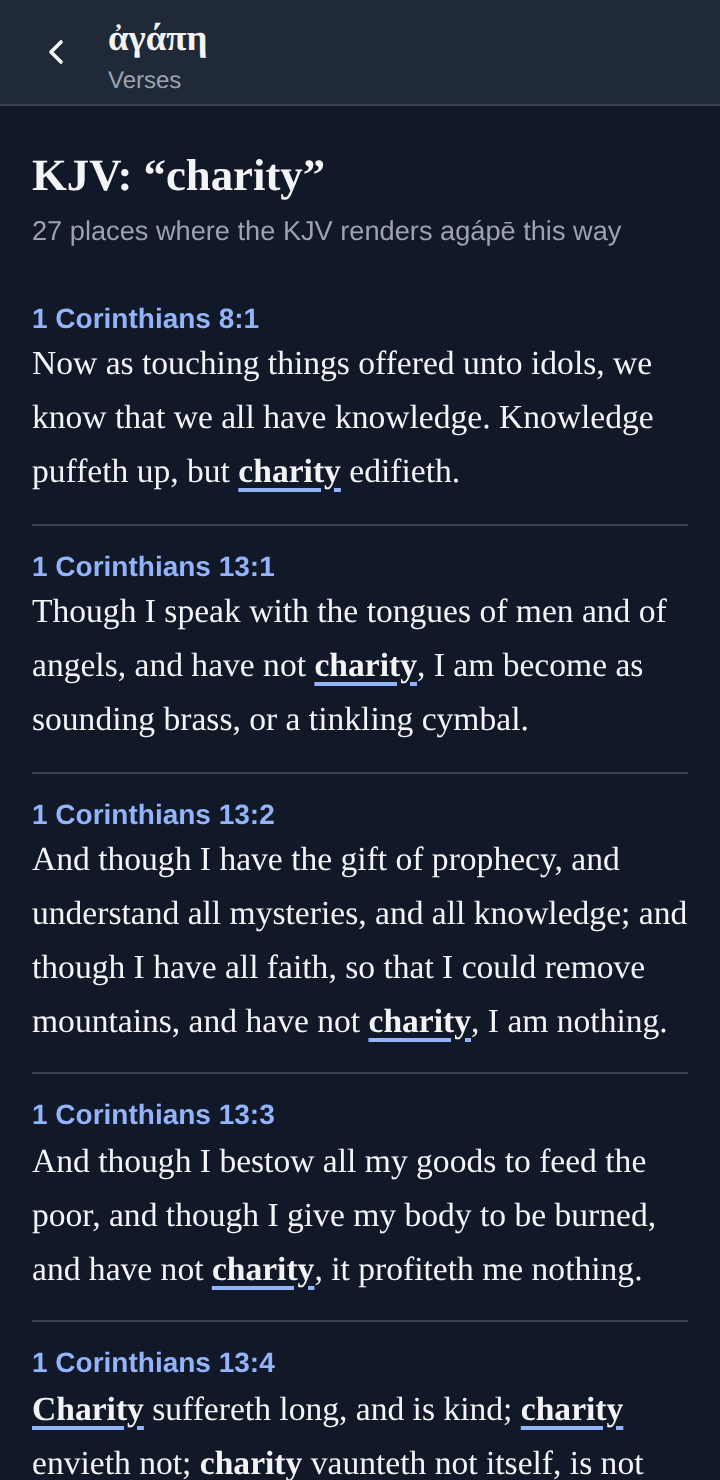 ἀγάπη
Verses
KJV: “charity”
27 places where the KJV renders agápē this way
1 Corinthians 8:1
Now as touching things offered unto idols, we
know that we all have knowledge. Knowledge
puffeth up, but charity edifieth.
1 Corinthians 13:1
Though I speak with the tongues of men and of
angels, and have not charity, I am become as
sounding brass, or a tinkling cymbal.
1 Corinthians 13:2
And though I have the gift of prophecy, and
understand all mysteries, and all knowledge; and
though I have all faith, so that I could remove
mountains, and have not charity, I am nothing.
1 Corinthians 13:3
And though I bestow all my goods to feed the
poor, and though I give my body to be burned,
and have not charity, it profiteth me nothing.
1 Corinthians 13:4
Charity suffereth long, and is kind; charity
envieth not; charity vaunteth not itself, is not